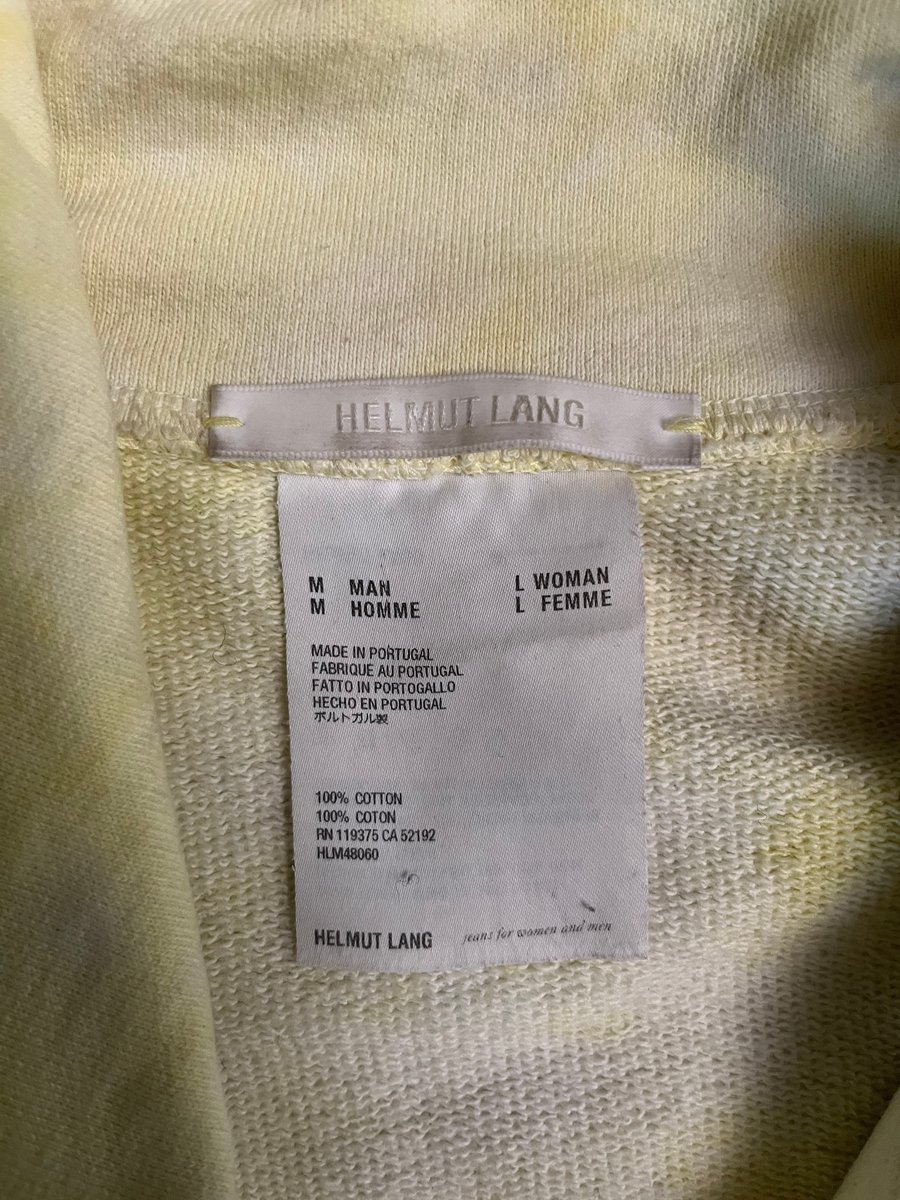 HELMUT LANG
M MAN L WOMAN
M HOMME L FEMME
MADE IN PORTUGAL
FABRIQUE AU PORTUGAL
FATTO IN PORTOGALLO
HECHO EN PORTUGAL
ポルトガル製
100% COTTON
100% COTON
RN 119375 CA 52192
HLM48060
HELMUT LANG jeans for women and men